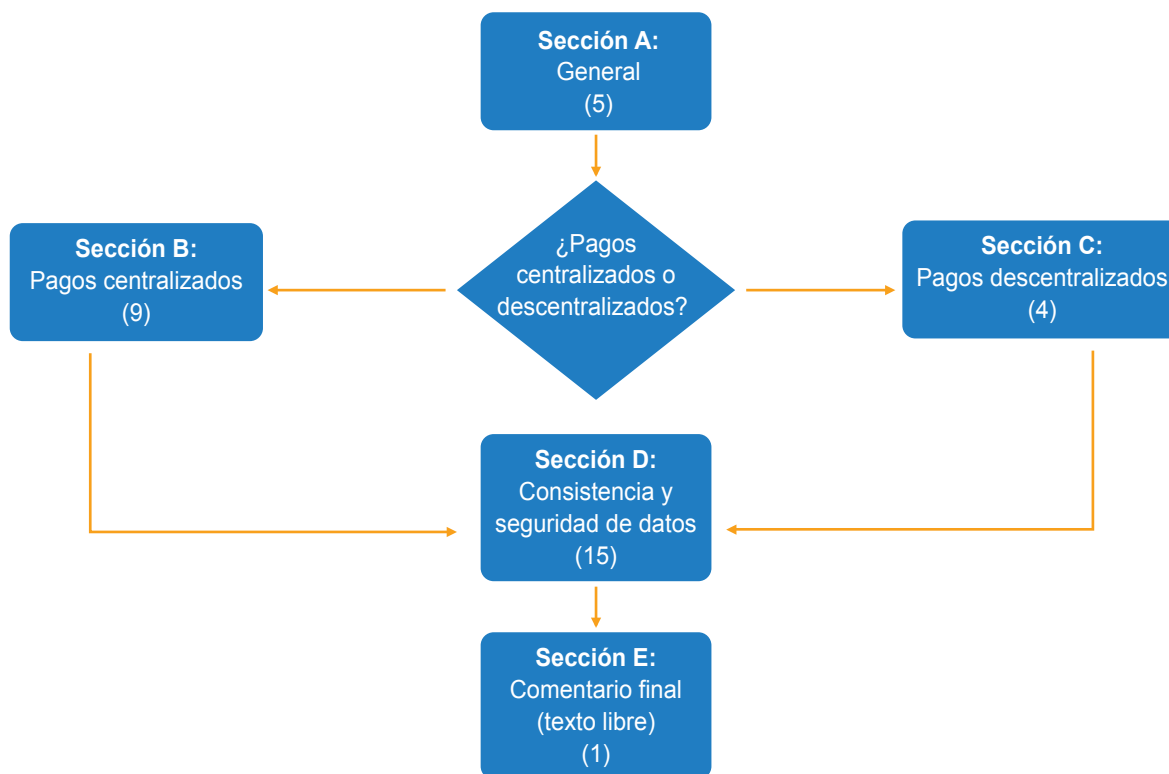 Sección A:
General
(5)
¿Pagos
centralizados o
descentralizados?
Sección B:
Pagos centralizados
(9)
Sección C:
Pagos descentralizados
(4)
Sección D:
Consistencia y
seguridad de datos
(15)
Sección E:
Comentario final
(texto libre)
(1)